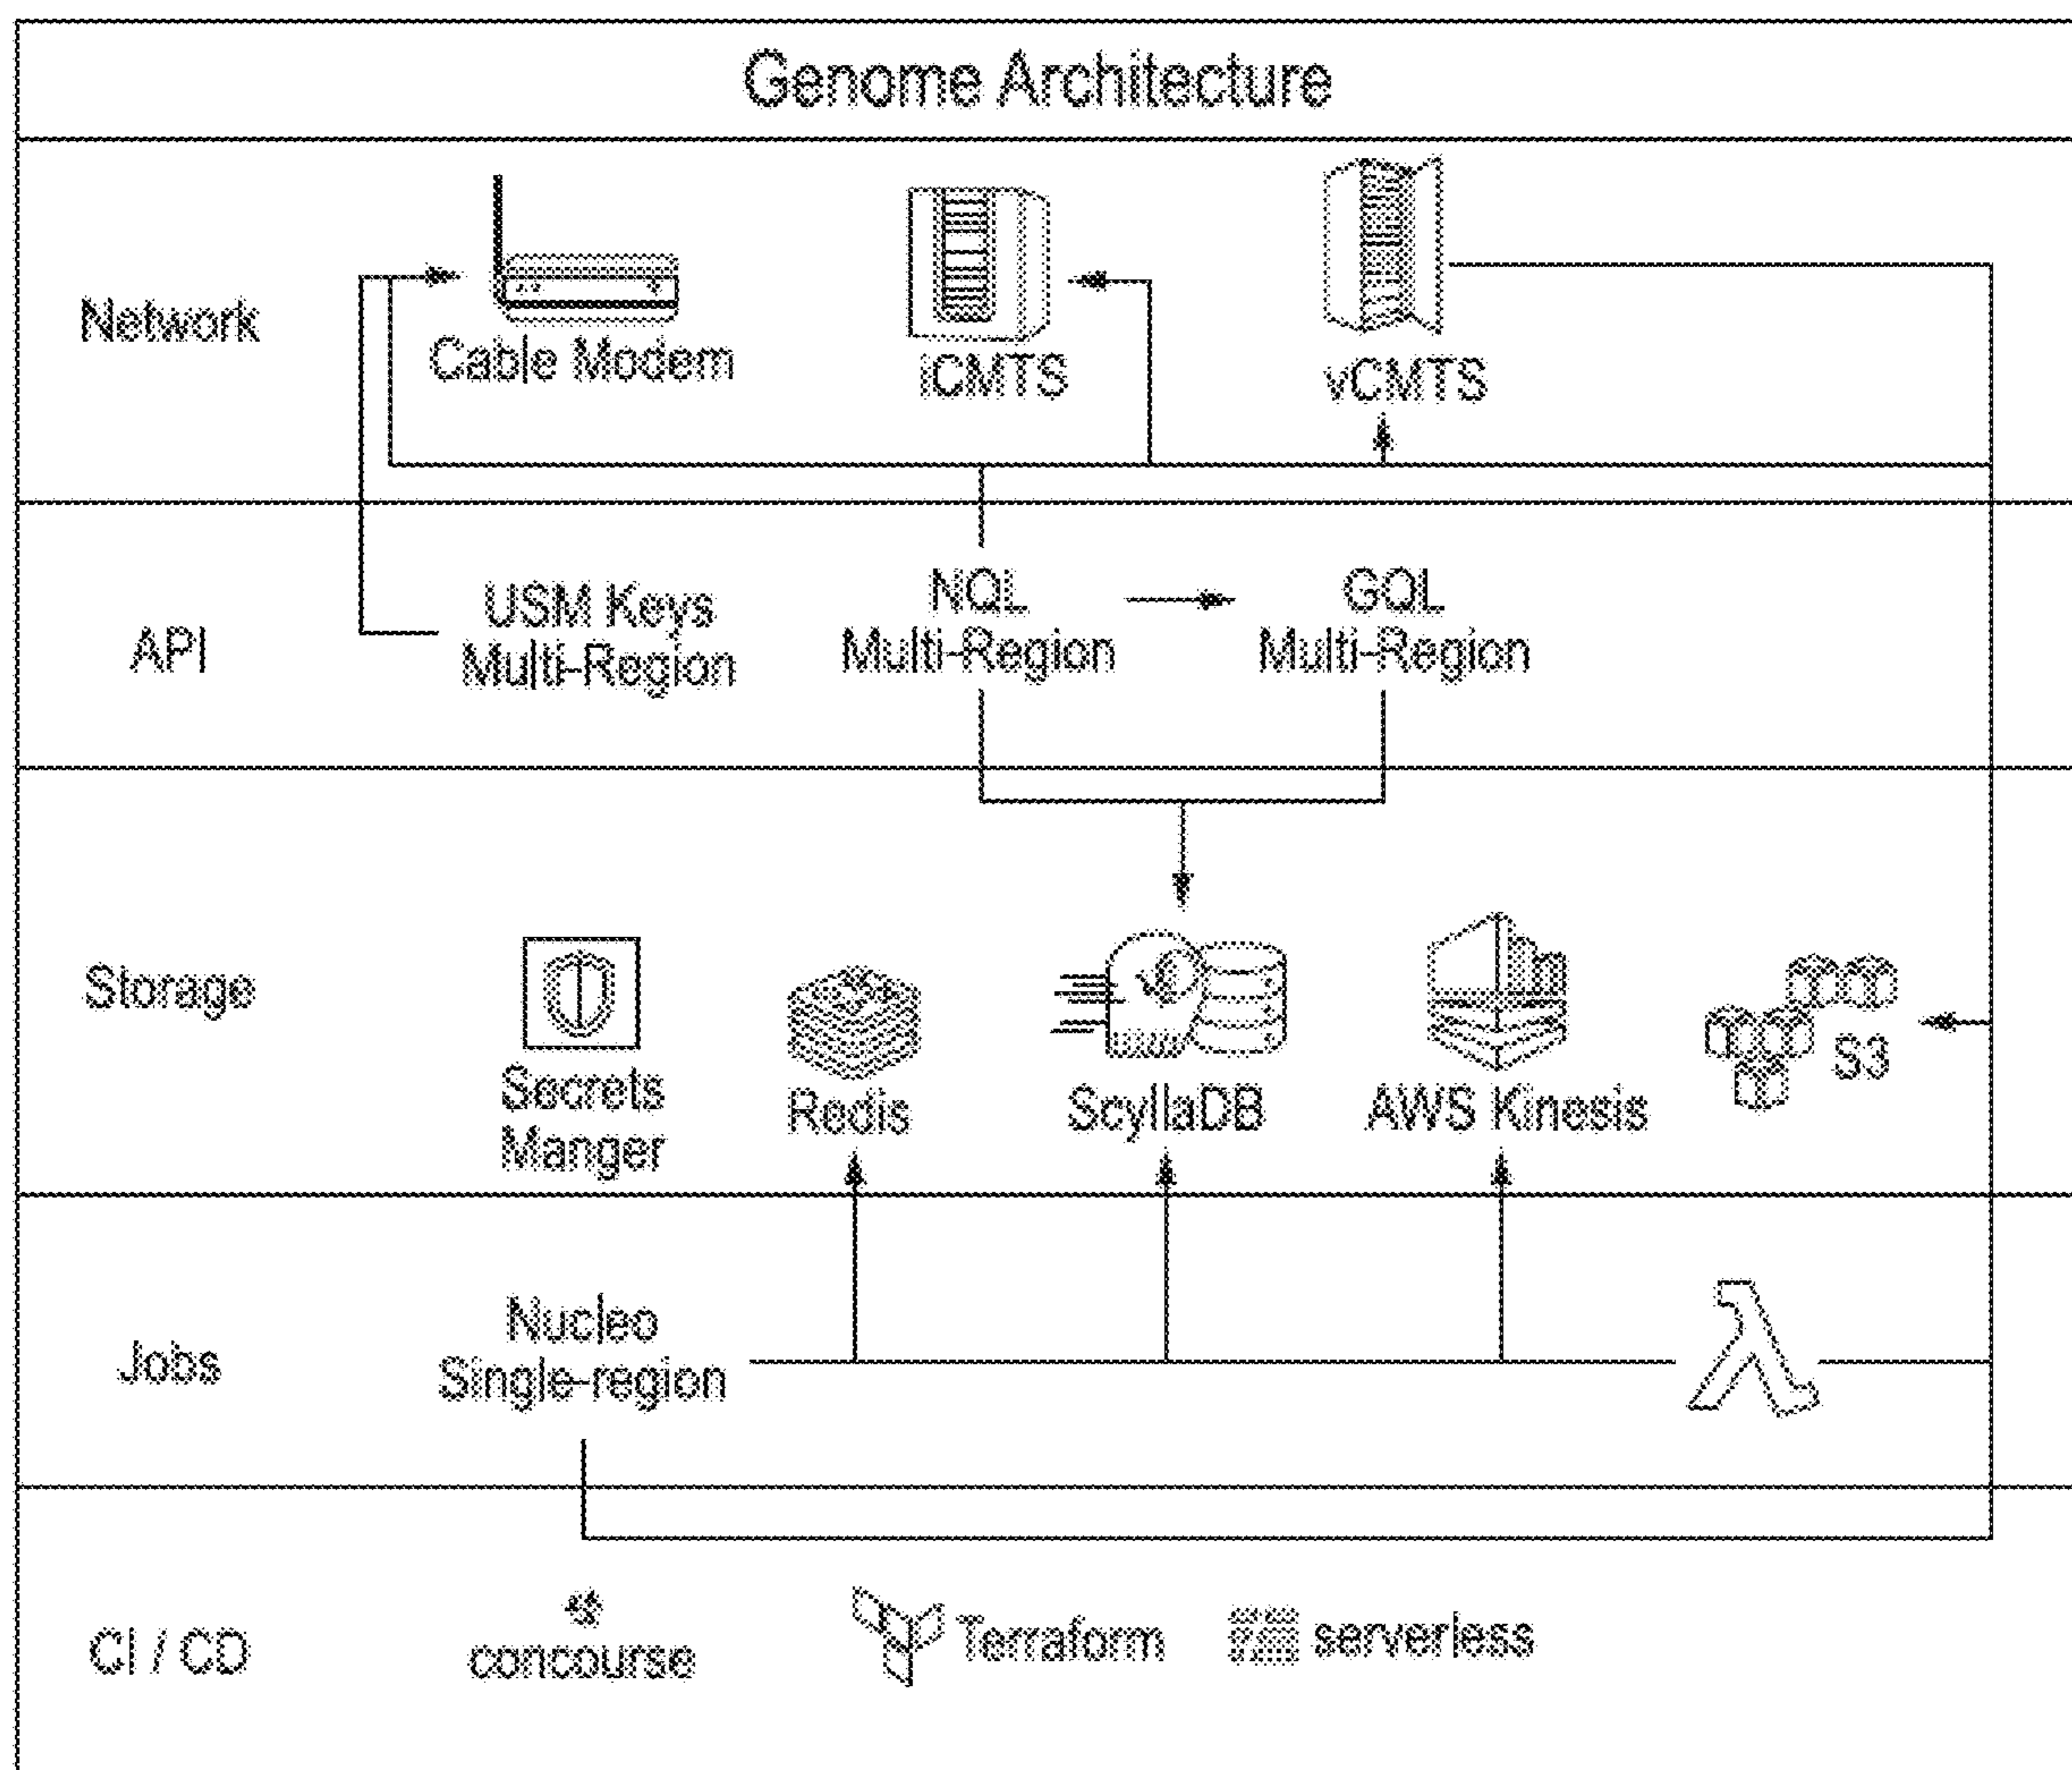 Genome Architecture
Network
Cable Modem
iCMTS
vCMTS
API
USM Keys
Multi-Region
NQL
Multi-Region
GQL
Multi-Region
Storage
Secrets
Manger
Redis
ScyllaDB
AWS Kinesis
S3
Jobs
Nucleo
Single-region
λ
CI / CD
concourse
Terraform
serverless